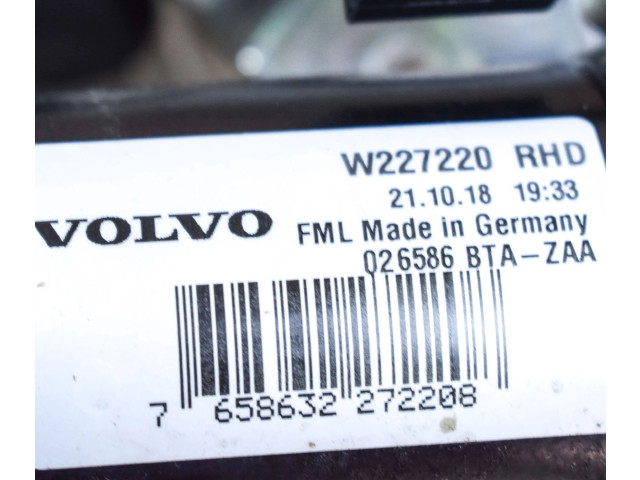 W227220 RHD
21.10.18 19:33
VOLVO FML Made in Germany
026586 BTA-ZAA
7 658632 272208